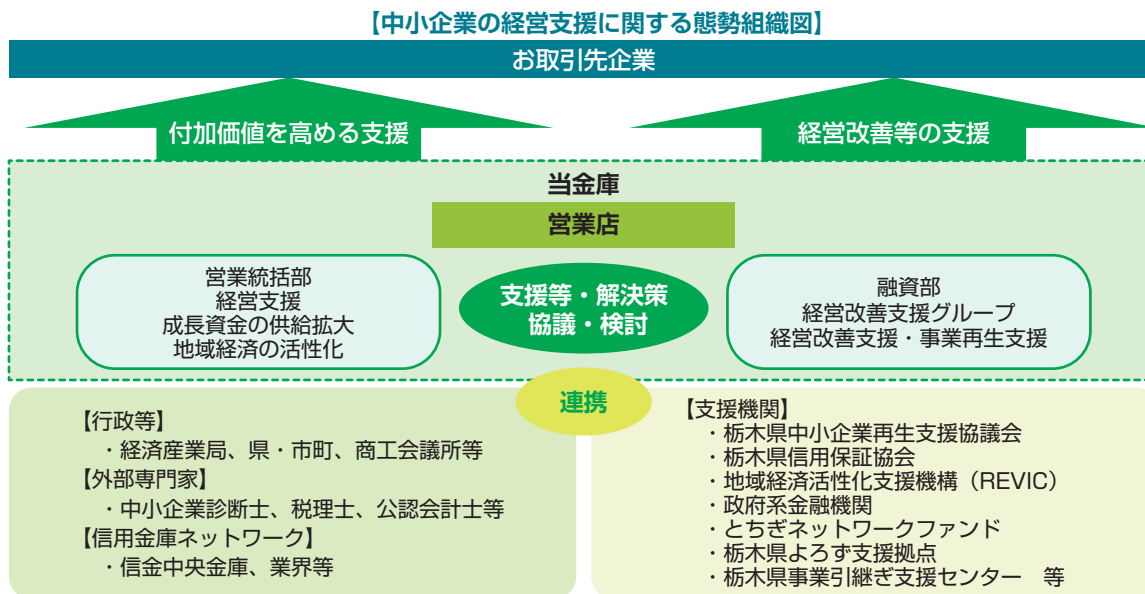 【中小企業の経営支援に関する態勢組織図】
お取引先企業
付加価値を高める支援
経営改善等の支援
当金庫
営業店
営業統括部
経営支援
成長資金の供給拡大
地域経済の活性化
支援等・解決策
協議・検討
融資部
経営改善支援グループ
経営改善支援・事業再生支援
連携
【行政等】
・経済産業局、県・市町、商工会議所等
【外部専門家】
・中小企業診断士、税理士、公認会計士等
【信用金庫ネットワーク】
・信金中央金庫、業界等
【支援機関】
・栃木県中小企業再生支援協議会
・栃木県信用保証協会
・地域経済活性化支援機構（REVIC）
・政府系金融機関
・とちぎネットワークファンド
・栃木県よろず支援拠点
・栃木県事業引継ぎ支援センター　等